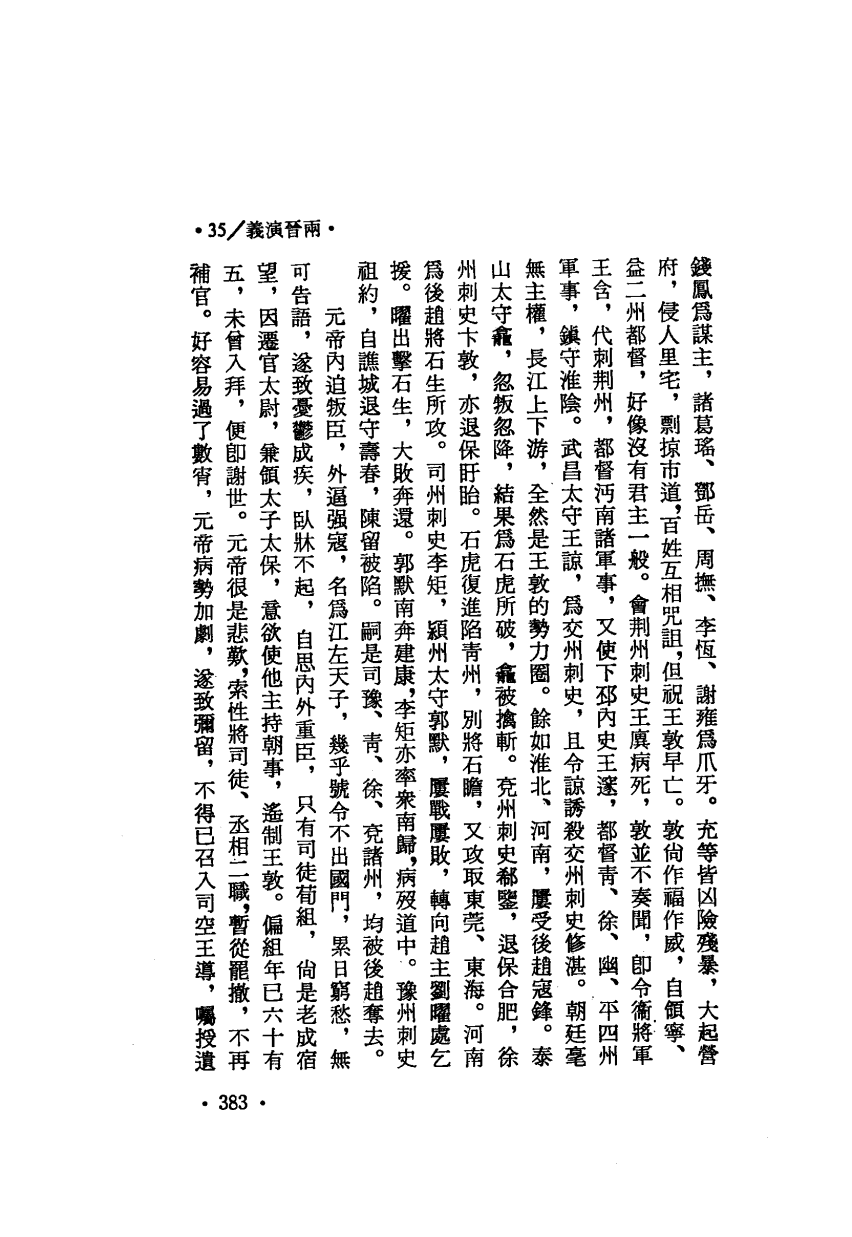 •35/義演晉兩•
錢鳳爲謀主，諸葛瑤、鄧岳、周撫、李恆、謝雍爲爪牙。充等皆凶險殘暴，大起營
府，侵人里宅，剽掠市道，百姓互相咒詛，但祝王敦早亡。敦尙作福作威，自領寧、
益二州都督，好像沒有君主一般。會荆州刺史王廙病死，敦並不奏聞，卽令衞將軍
王含，代刺荆州，都督沔南諸軍事，又使下邳內史王邃，都督靑、徐、幽、平四州
軍事，鎭守淮陰。武昌太守王諒，爲交州刺史，且令諒誘殺交州刺史修湛。朝廷毫
無主權，長江上下游，全然是王敦的勢力圈。餘如淮北、河南，屢受後趙寇鋒。泰
山太守龕，忽叛忽降，結果爲石虎所破，龕被擒斬。兗州刺史郗鑒，退保合肥，徐
州刺史卞敦，亦退保盱眙。石虎復進陷靑州，別將石瞻，又攻取東莞、東海。河南
爲後趙將石生所攻。司州刺史李矩，潁州太守郭默，屢戰屢敗，轉向趙主劉曜處乞
援。曜出擊石生，大敗奔還。郭默南奔建康，李矩亦率衆南歸，病歿道中。豫州刺史
祖約，自譙城退守壽春，陳留被陷。嗣是司豫、靑、徐、兗諸州，均被後趙奪去。
元帝內迫叛臣，外逼强寇，名爲江左天子，幾乎號令不出國門，累日窮愁，無
可告語，遂致憂鬱成疾，臥牀不起，自思內外重臣，只有司徒荀組，尙是老成宿
望，因遷官太尉，兼領太子太保，意欲使他主持朝事，遙制王敦。偏組年已六十有
五，未曾入拜，便卽謝世。元帝很是悲歎，索性將司徒、丞相二職，暫從罷撤，不再
補官。好容易過了數宵，元帝病勢加劇，遂致彌留，不得已召入司空王導，囑授遺
•383•